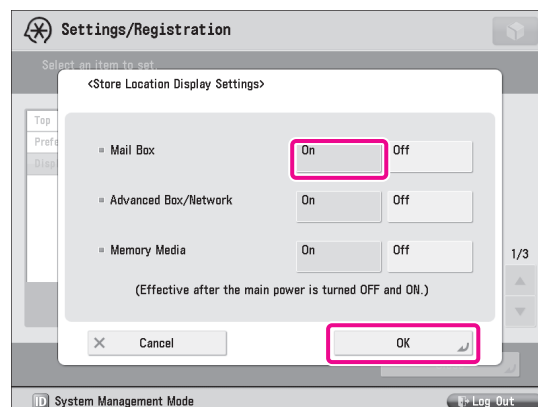 Settings/Registration
Select an item to set.
<Store Location Display Settings>
Top
Prefe
Displ
Mail Box
On
Off
Advanced Box/Network
On
Off
Memory Media
On
Off
1/3
(Effective after the main power is turned OFF and ON.)
Cancel
OK
System Management Mode
Log Out